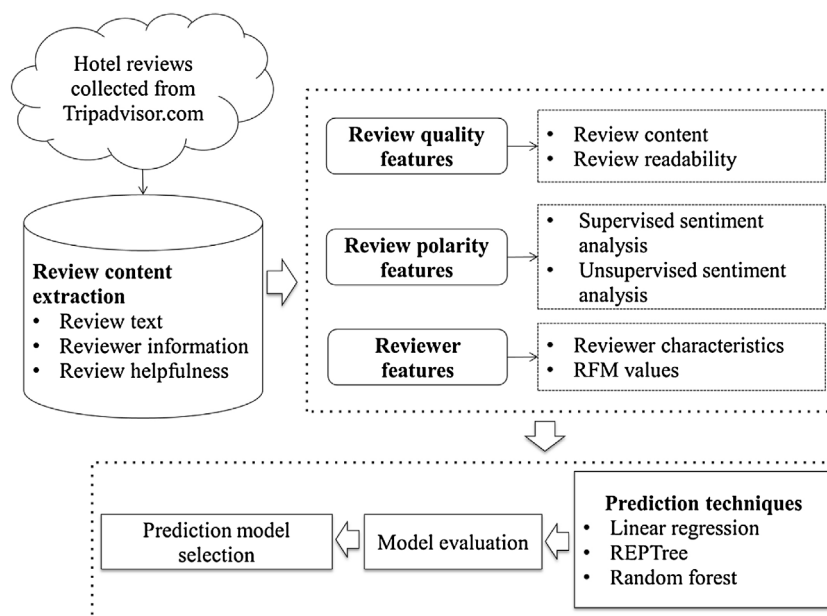 Hotel reviews
collected from
Tripadvisor.com
Review content
extraction
• Review text
• Reviewer information
• Review helpfulness
Review quality
features
• Review content
• Review readability
Review polarity
features
• Supervised sentiment
analysis
• Unsupervised sentiment
analysis
Reviewer
features
• Reviewer characteristics
• RFM values
Prediction techniques
• Linear regression
• REPTree
• Random forest
Model evaluation
Prediction model
selection